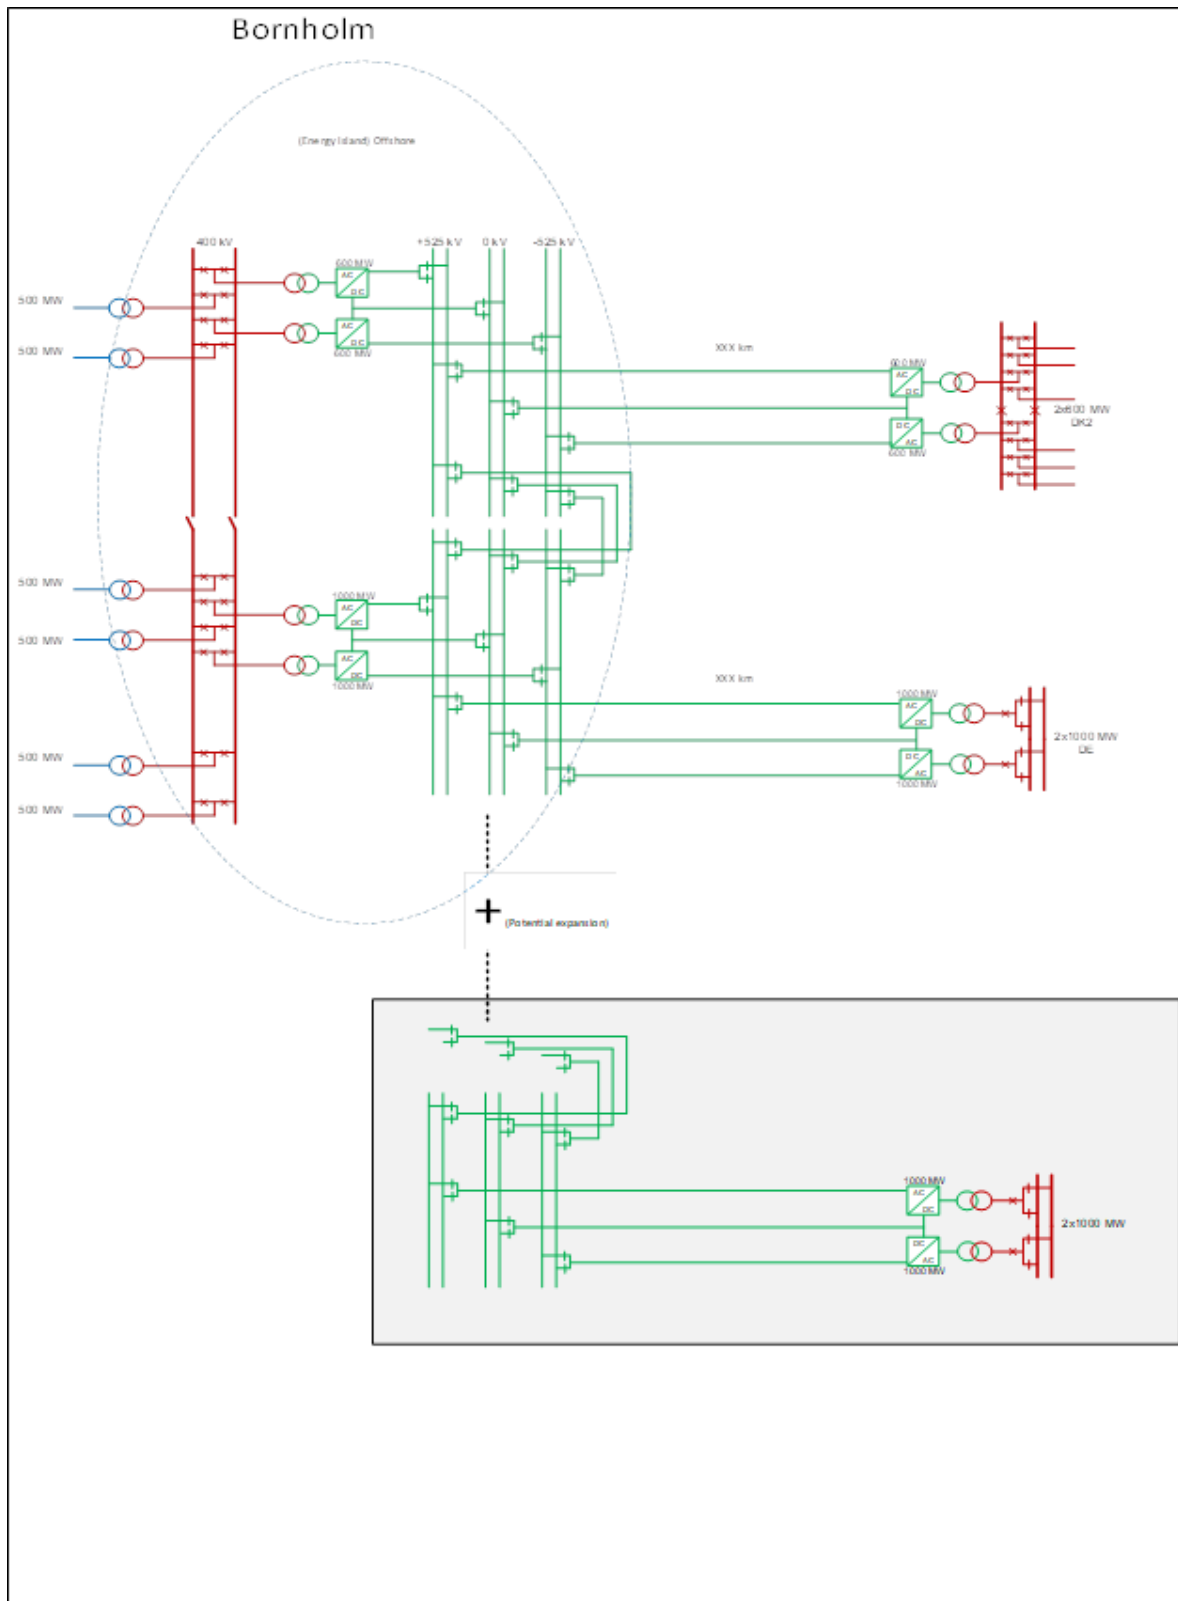 Bornholm
(Energy Island) Offshore
400 kV
+525 kV
0 kV
-525 kV
600 MW
AC
DC
500 MW
AC
DC
600 MW
500 MW
XXX km
600 MW
AC
DC
DC
AC
600 MW
2x600 MW
DK2
500 MW
1000 MW
AC
DC
500 MW
AC
DC
1000 MW
XXX km
1000 MW
AC
DC
DC
AC
1000 MW
2x1000 MW
DE
500 MW
500 MW
(Potential expansion)
1000 MW
AC
DC
DC
AC
1000 MW
2x1000 MW